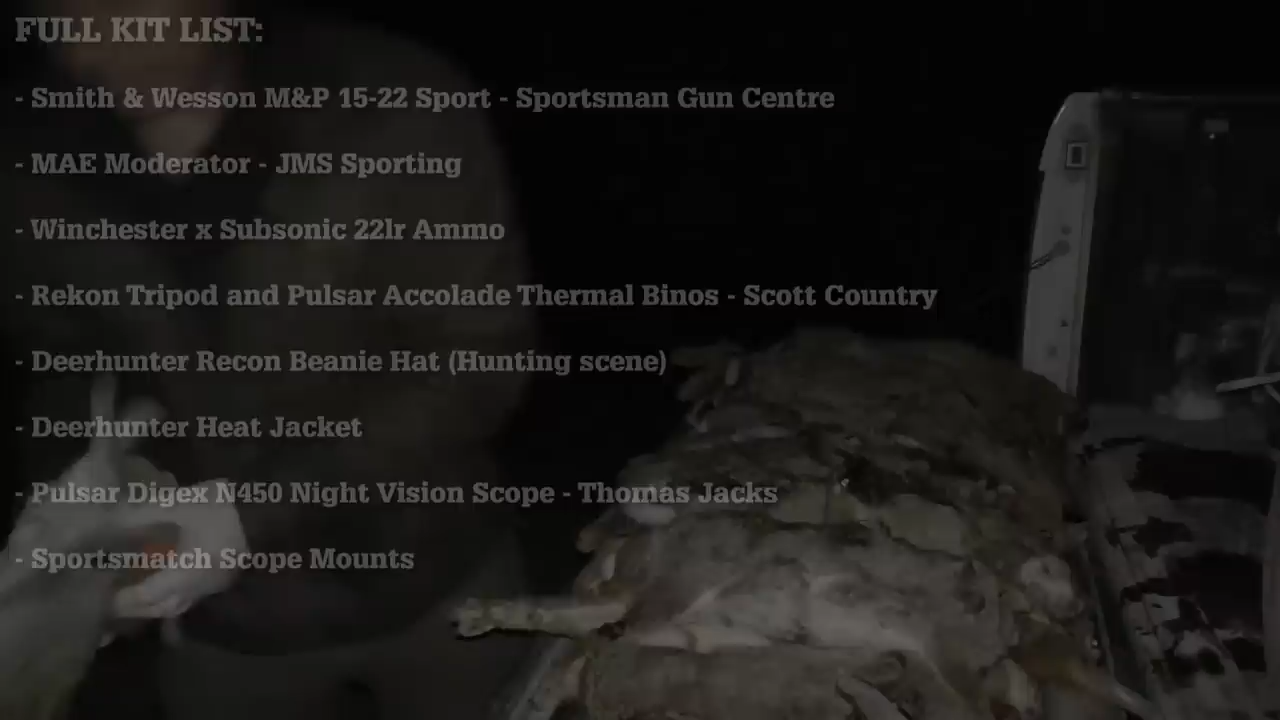 FULL KIT LIST:
- Smith & Wesson M&P 15-22 Sport - Sportsman Gun Centre
- MAE Moderator - JMS Sporting
- Winchester x Subsonic 22lr Ammo
- Rekon Tripod and Pulsar Accolade Thermal Binos - Scott Country
- Deerhunter Recon Beanie Hat (Hunting scene)
- Deerhunter Heat Jacket
- Pulsar Digex N450 Night Vision Scope - Thomas Jacks
- Sportsmatch Scope Mounts